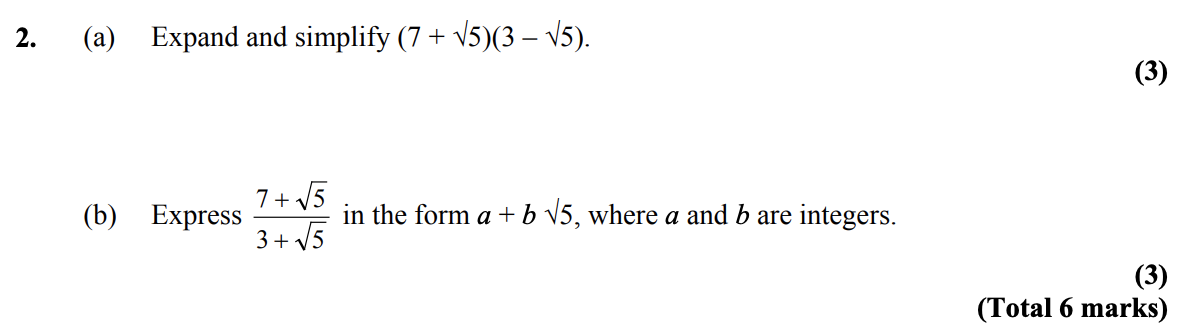 2. (a) Expand and simplify (7 + √5)(3 – √5).
(3)
(b) Express (7 + √5)/(3 + √5) in the form a + b √5, where a and b are integers.
(3)
(Total 6 marks)